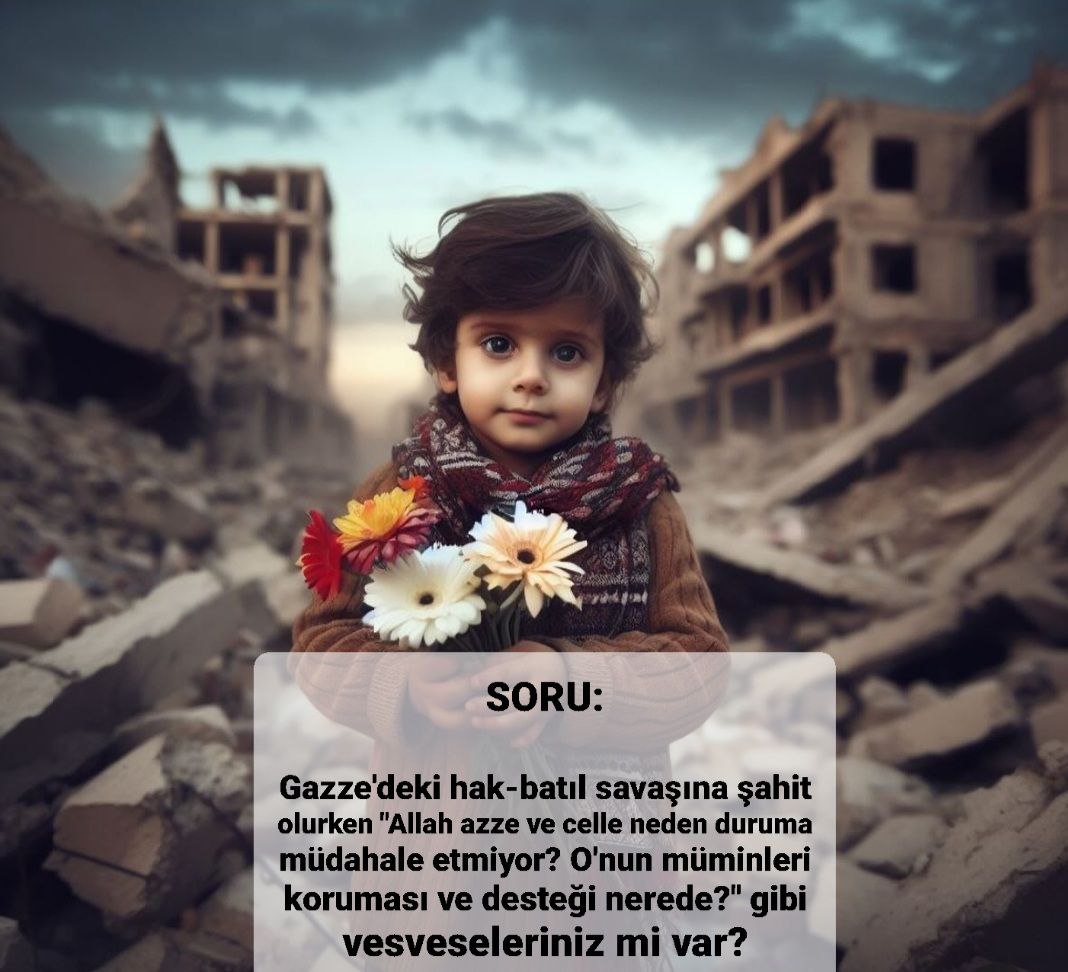 SORU:
Gazze'deki hak-batıl savaşına şahit
olurken "Allah azze ve celle neden duruma
müdahale etmiyor? O'nun müminleri
koruması ve desteği nerede?" gibi
vesveseleriniz mi var?